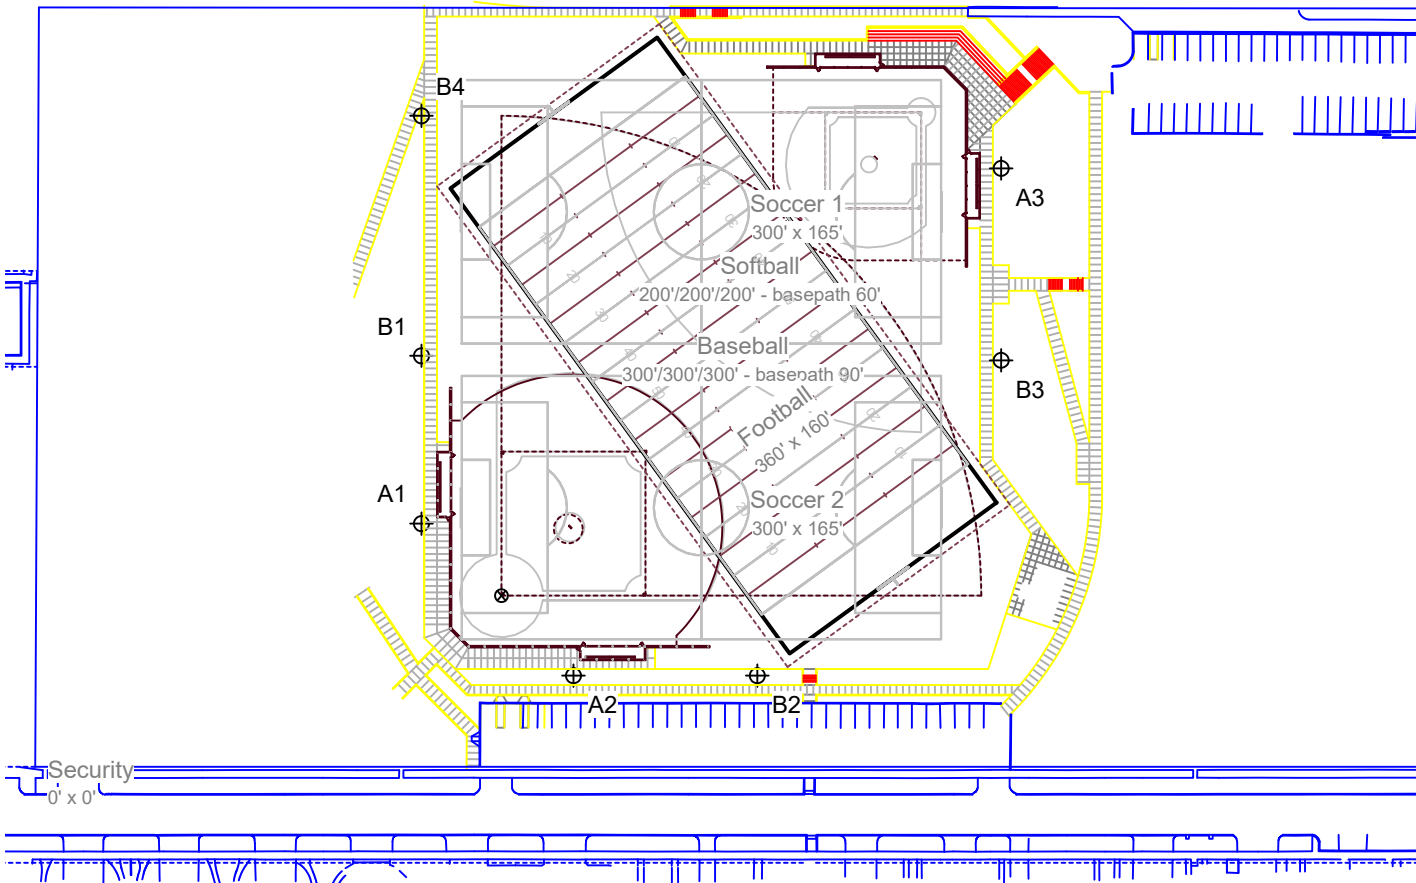 B4
A3
Soccer 1
300' x 165'
Softball
200'/200'/200' - basepath 60'
B1
Baseball
300'/300'/300' - basepath 90'
B3
Football
360' x 160'
A1
Soccer 2
300' x 165'
A2
B2
Security
0' x 0'